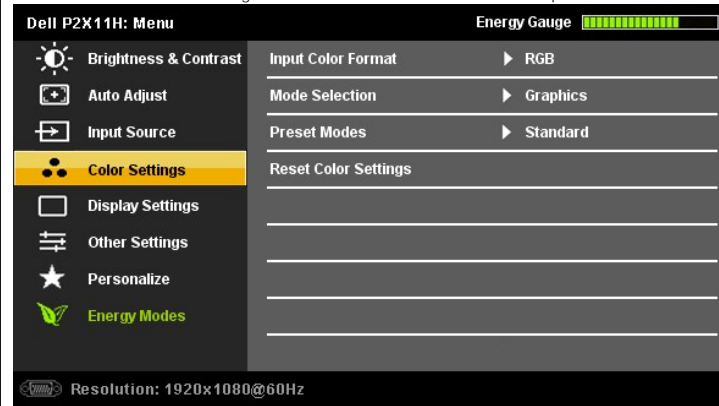 Dell P2X11H: Menu
Energy Gauge
Brightness & Contrast
Input Color Format
RGB
Auto Adjust
Mode Selection
Graphics
Input Source
Preset Modes
Standard
Color Settings
Reset Color Settings
Display Settings
Other Settings
Personalize
Energy Modes
Resolution: 1920x1080@60Hz